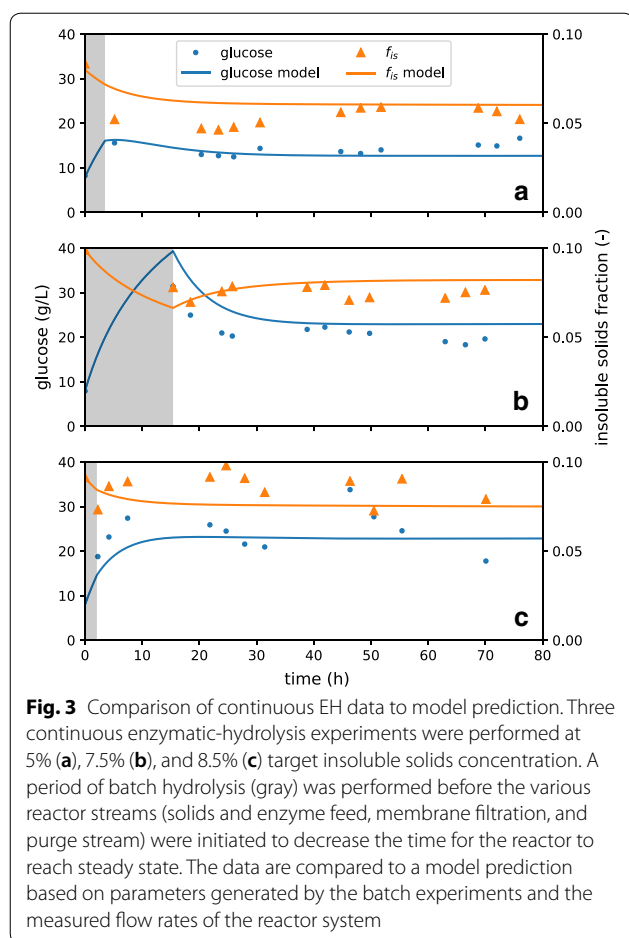 glucose
glucose model
f_is
f_is model
40
30
20
10
0
0.10
0.05
0.00
a
40
30
20
10
0
0.10
0.05
0.00
b
glucose (g/L)
insoluble solids fraction (-)
40
30
20
10
0
0.10
0.05
0.00
c
0 10 20 30 40 50 60 70 80
time (h)
Fig. 3 Comparison of continuous EH data to model prediction. Three
continuous enzymatic-hydrolysis experiments were performed at
5% (a), 7.5% (b), and 8.5% (c) target insoluble solids concentration. A
period of batch hydrolysis (gray) was performed before the various
reactor streams (solids and enzyme feed, membrane filtration, and
purge stream) were initiated to decrease the time for the reactor to
reach steady state. The data are compared to a model prediction
based on parameters generated by the batch experiments and the
measured flow rates of the reactor system